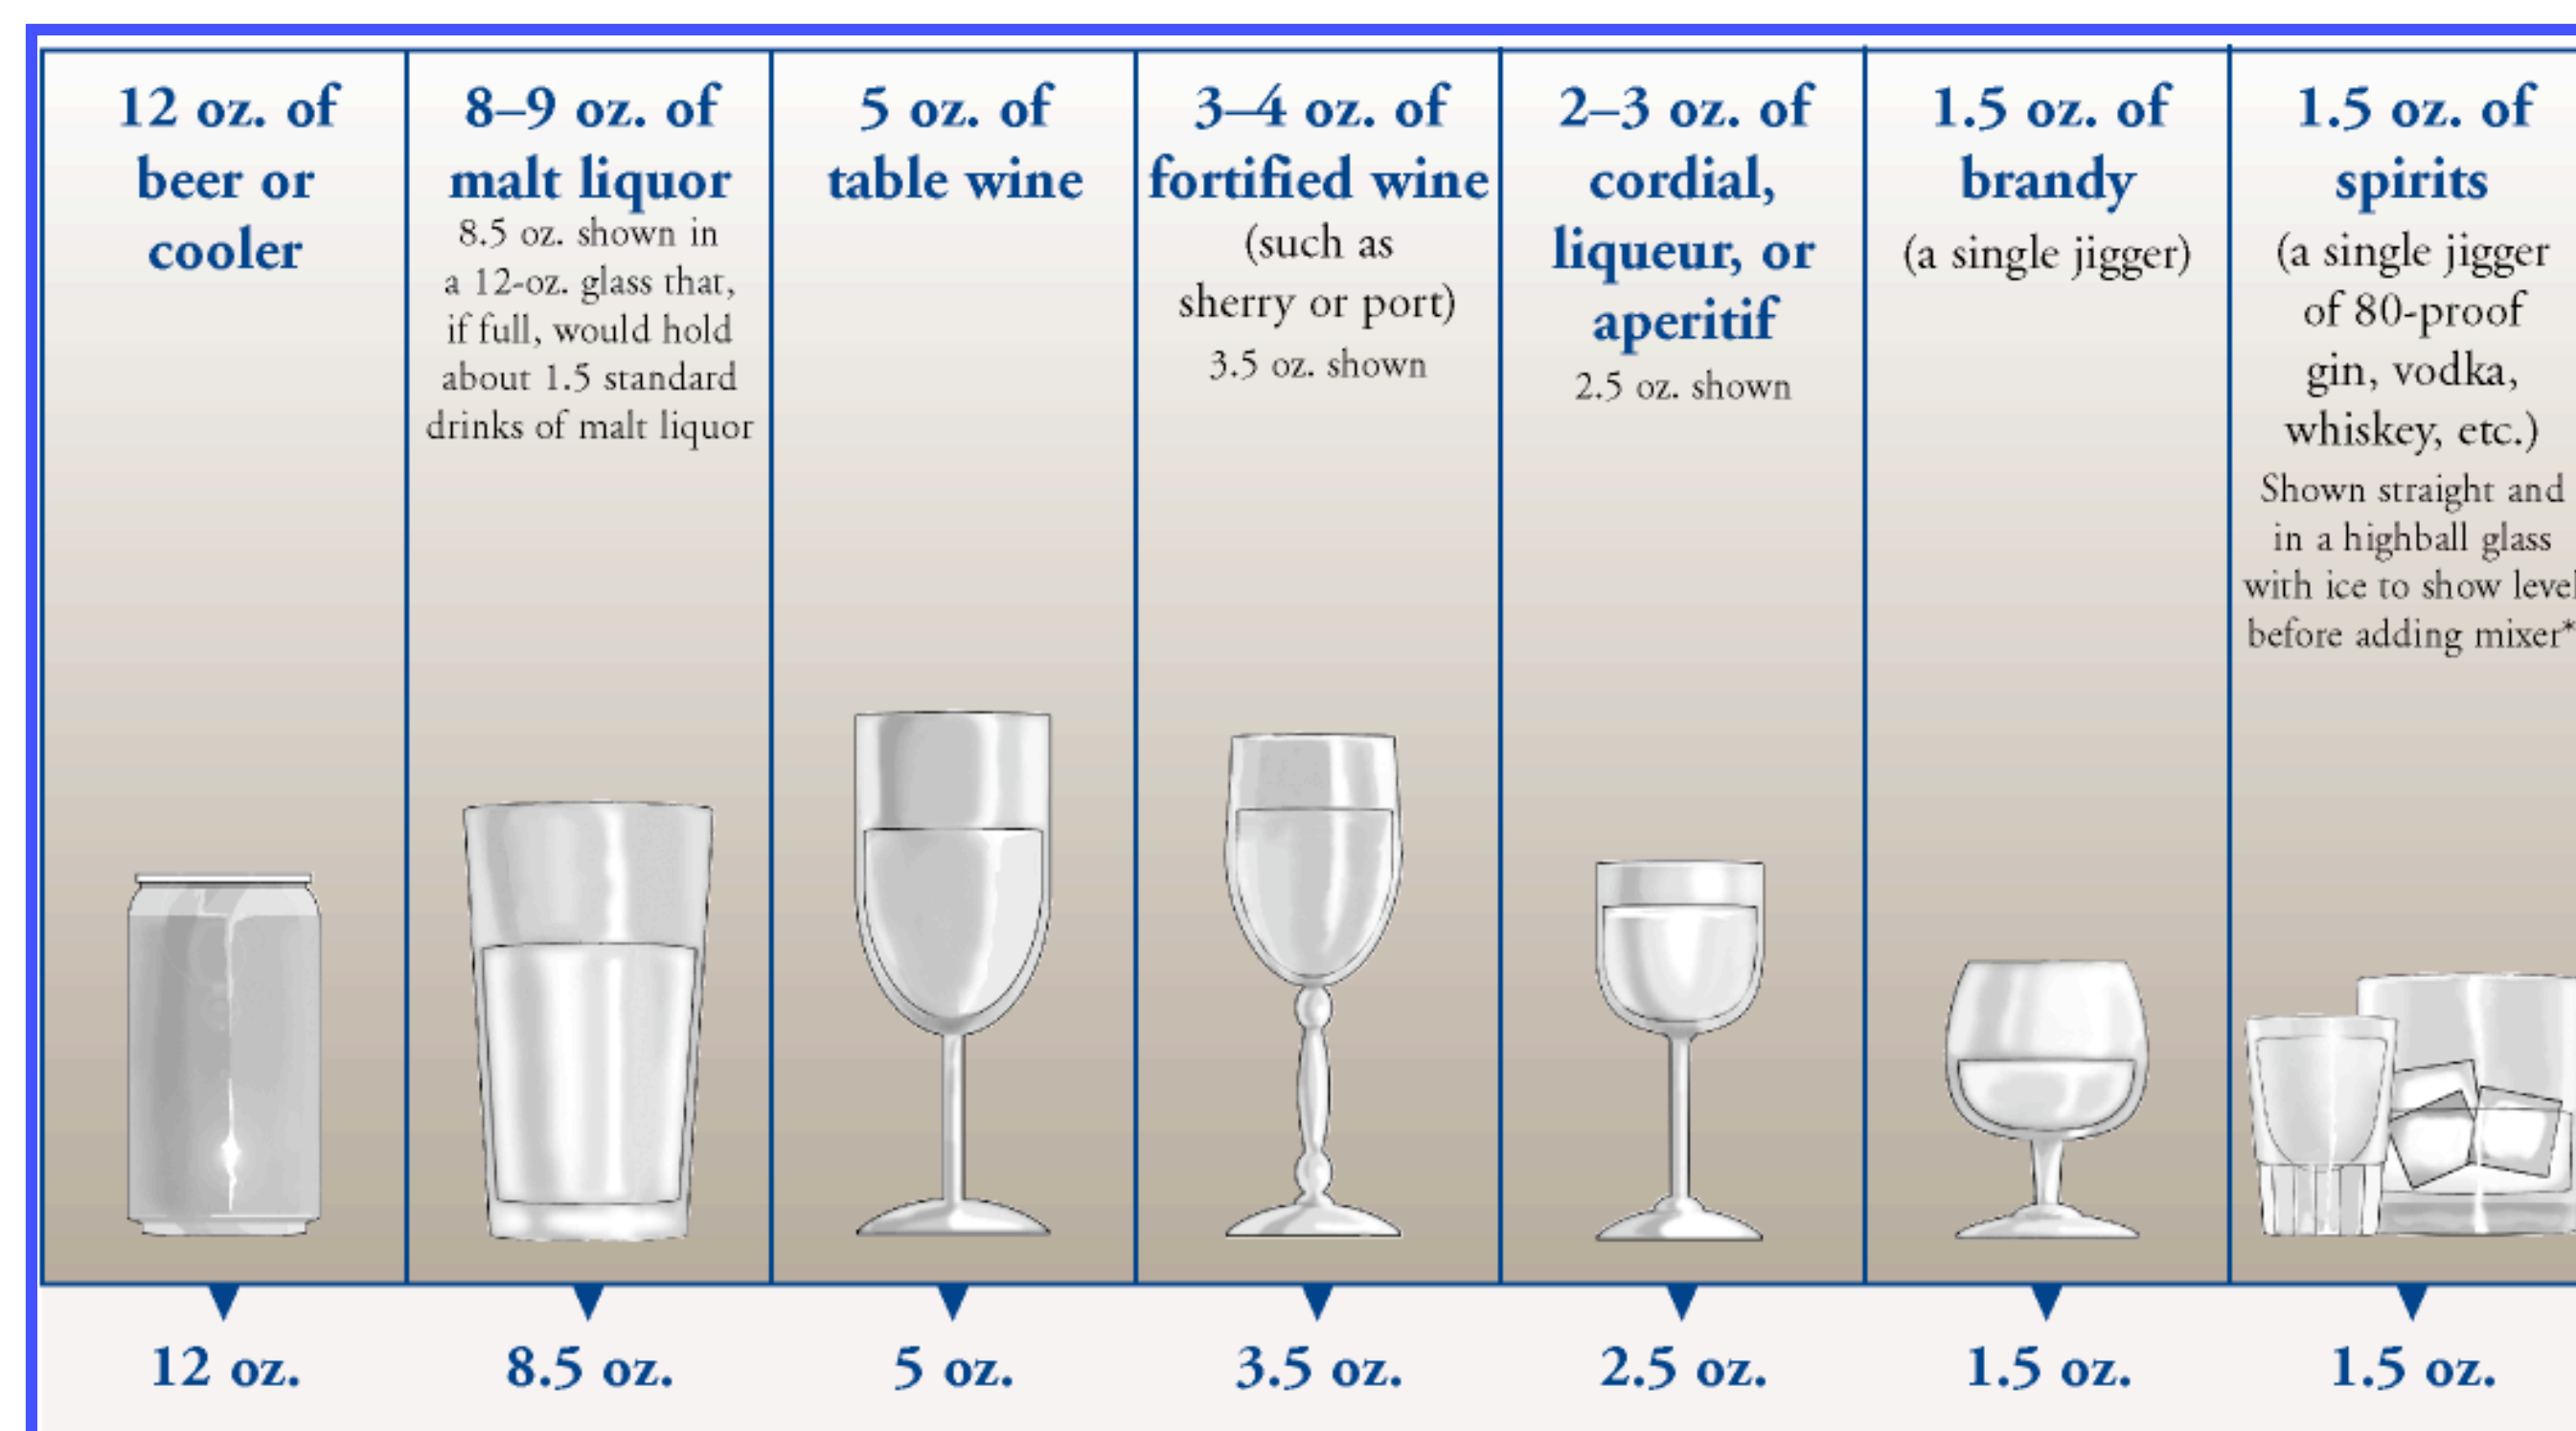 12 oz. of
beer or
cooler
8–9 oz. of
malt liquor
8.5 oz. shown in
a 12-oz. glass that,
if full, would hold
about 1.5 standard
drinks of malt liquor
5 oz. of
table wine
3–4 oz. of
fortified wine
(such as
sherry or port)
3.5 oz. shown
2–3 oz. of
cordial,
liqueur, or
aperitif
2.5 oz. shown
1.5 oz. of
brandy
(a single jigger)
1.5 oz. of
spirits
(a single jigger
of 80-proof
gin, vodka,
whiskey, etc.)
Shown straight and
in a highball glass
with ice to show level
before adding mixer*
12 oz.
8.5 oz.
5 oz.
3.5 oz.
2.5 oz.
1.5 oz.
1.5 oz.